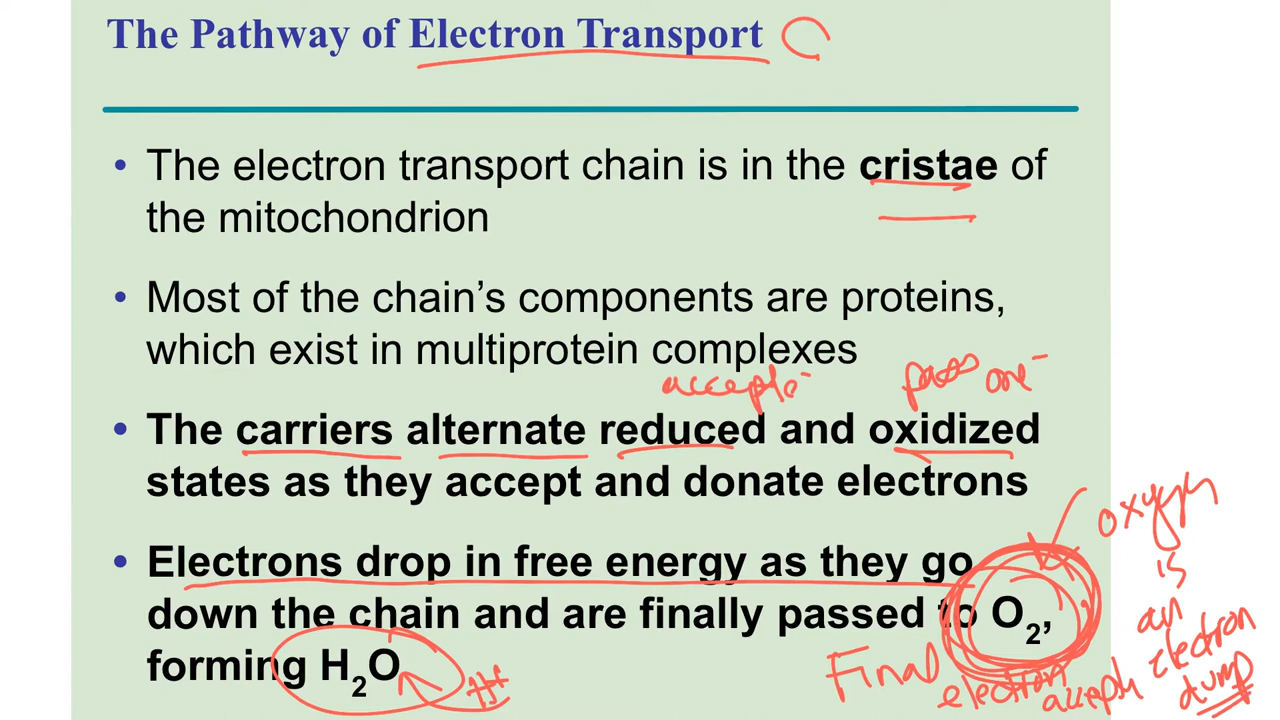 The Pathway of Electron Transport
• The electron transport chain is in the cristae of
the mitochondrion
• Most of the chain's components are proteins,
which exist in multiprotein complexes
accept e⁻ pass one⁻
• The carriers alternate reduced and oxidized
states as they accept and donate electrons
• Electrons drop in free energy as they go
down the chain and are finally passed to O₂,
forming H₂O
H⁺
Final
electron
oxygen
is
an
electron
dump